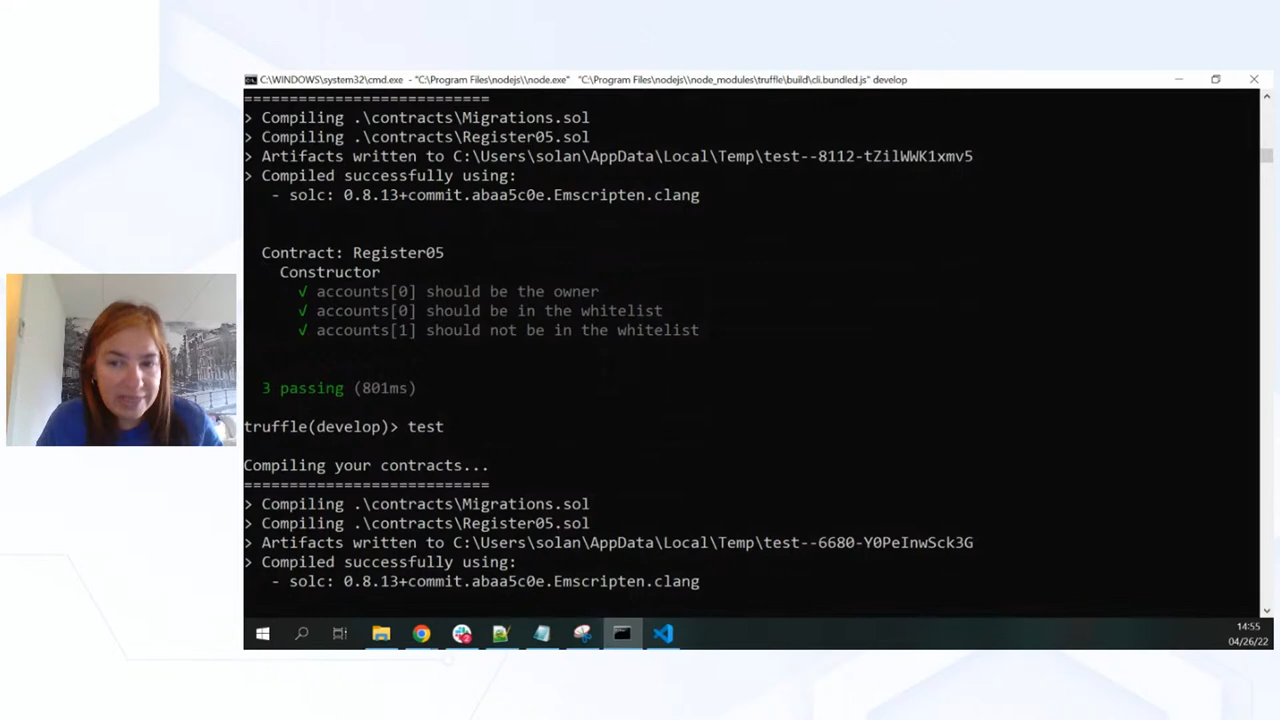 C:\WINDOWS\system32\cmd.exe - "C:\Program Files\nodejs\\node.exe" "C:\Program Files\nodejs\\node_modules\truffle\build\cli.bundled.js" develop
===========================
> Compiling .\contracts\Migrations.sol
> Compiling .\contracts\Register05.sol
> Artifacts written to C:\Users\solan\AppData\Local\Temp\test--8112-tZilWWK1xmv5
> Compiled successfully using:
- solc: 0.8.13+commit.abaa5c0e.Emscripten.clang
Contract: Register05
Constructor
√ accounts[0] should be the owner
√ accounts[0] should be in the whitelist
√ accounts[1] should not be in the whitelist
3 passing (801ms)
truffle(develop)> test
Compiling your contracts...
===========================
> Compiling .\contracts\Migrations.sol
> Compiling .\contracts\Register05.sol
> Artifacts written to C:\Users\solan\AppData\Local\Temp\test--6680-Y0PeInwSck3G
> Compiled successfully using:
- solc: 0.8.13+commit.abaa5c0e.Emscripten.clang
14:55
04/26/22